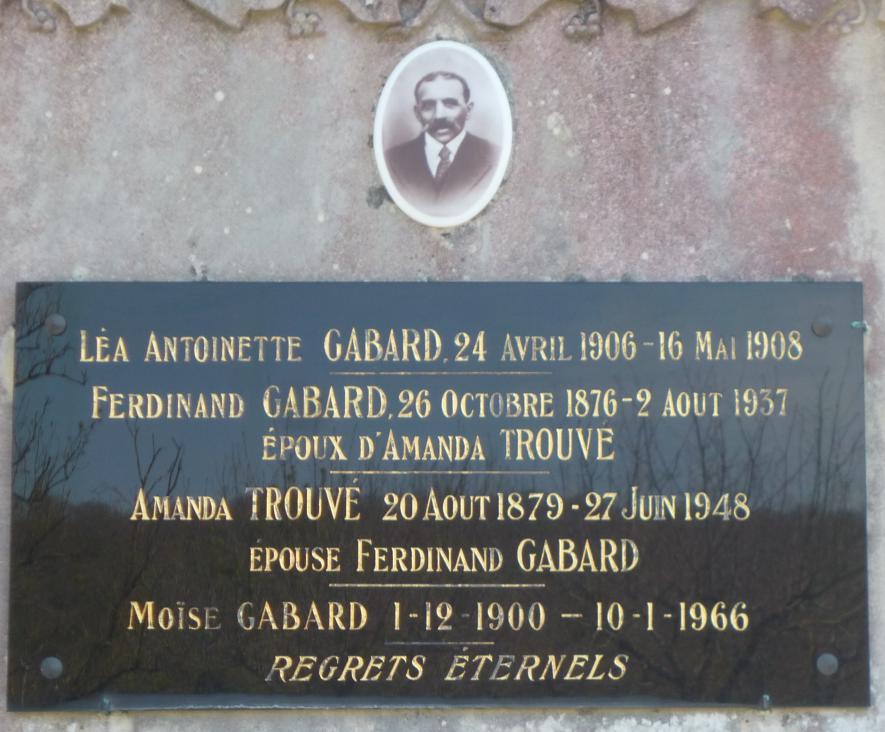 LÉA ANTOINETTE GABARD, 24 AVRIL 1906 - 16 MAI 1908
FERDINAND GABARD, 26 OCTOBRE 1876 - 2 AOUT 1937
ÉPOUX D'AMANDA TROUVÉ
AMANDA TROUVÉ 20 AOUT 1879 - 27 JUIN 1948
ÉPOUSE FERDINAND GABARD
MOÏSE GABARD 1-12-1900 - 10-1-1966
REGRETS ÉTERNELS